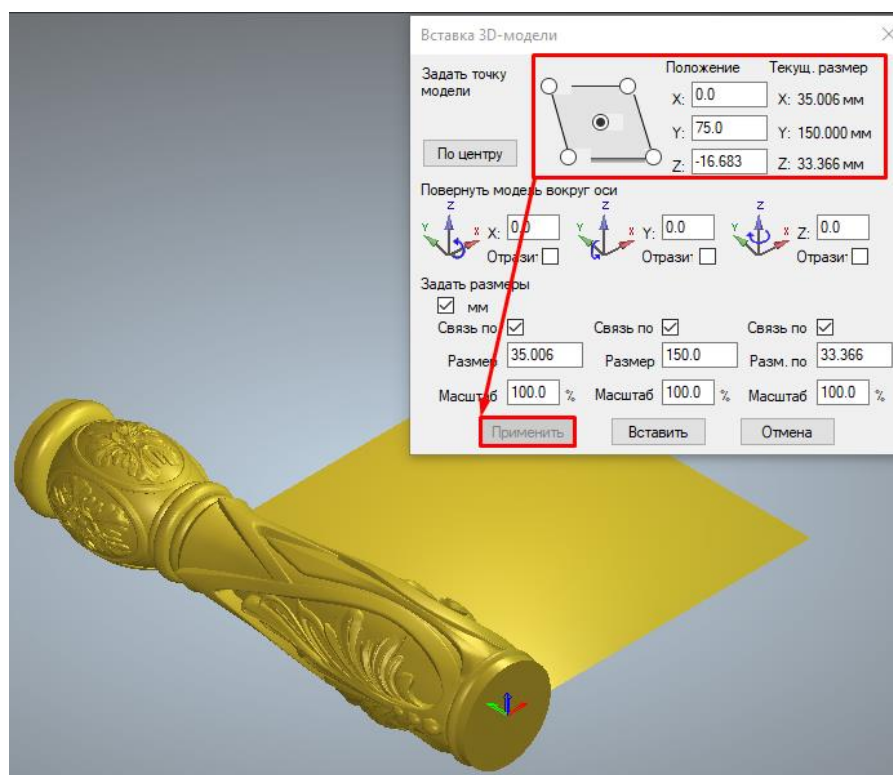 Вставка 3D-модели
Задать точку модели
Положение Текущ. размер
X: 0.0 X: 35.006 мм
Y: 75.0 Y: 150.000 мм
Z: -16.683 Z: 33.366 мм
По центру
Повернуть модель вокруг оси
Z Y X X: 0.0 Z Y X Y: 0.0 Z Y X Z: 0.0
Отрази Отрази Отрази
Задать размеры
мм
Связь по Связь по Связь по
Размер 35.006 Размер 150.0 Разм. по 33.366
Масштаб 100.0 % Масштаб 100.0 % Масштаб 100.0 %
Применить Вставить Отмена